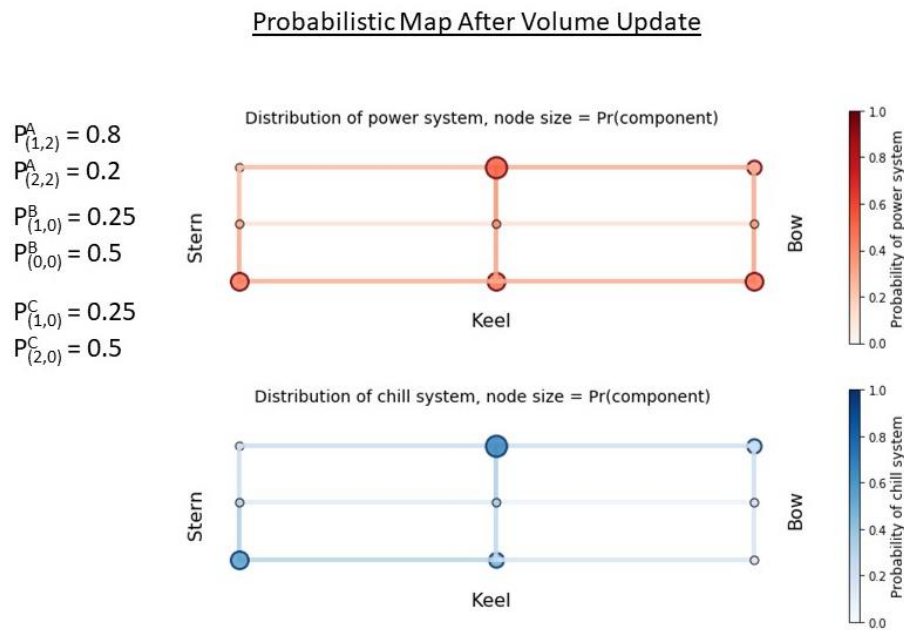 Probabilistic Map After Volume Update
P^A_(1,2) = 0.8
P^A_(2,2) = 0.2
P^B_(1,0) = 0.25
P^B_(0,0) = 0.5
P^C_(1,0) = 0.25
P^C_(2,0) = 0.5
Distribution of power system, node size = Pr(component)
Stern
Bow
Keel
1.0
0.8
0.6
0.4
0.2
0.0
Probability of power system
Distribution of chill system, node size = Pr(component)
Stern
Bow
Keel
1.0
0.8
0.6
0.4
0.2
0.0
Probability of chill system